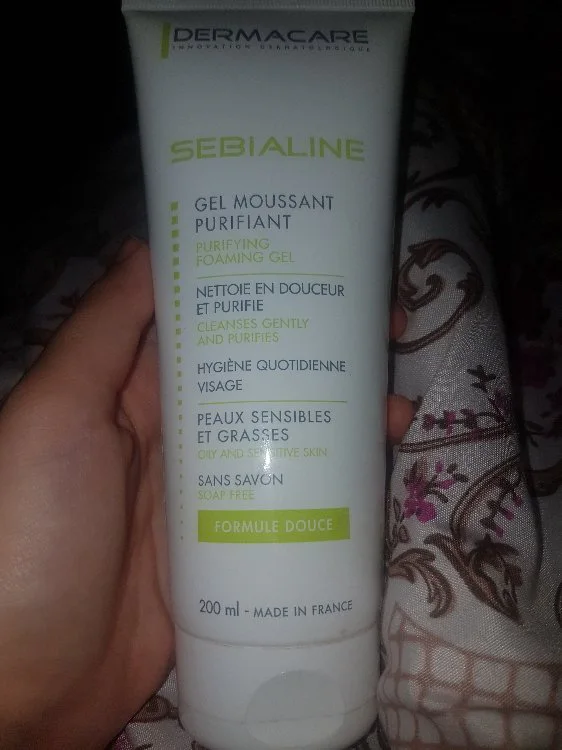 DERMACARE
INNOVATION DERMATOLOGIQUE
SEBIALINE
GEL MOUSSANT
PURIFIANT
PURIFYING
FOAMING GEL
NETTOIE EN DOUCEUR
ET PURIFIE
CLEANSES GENTLY
AND PURIFIES
HYGIÈNE QUOTIDIENNE
VISAGE
PEAUX SENSIBLES
ET GRASSES
OILY AND SENSITIVE SKIN
SANS SAVON
SOAP FREE
FORMULE DOUCE
200 ml - MADE IN FRANCE